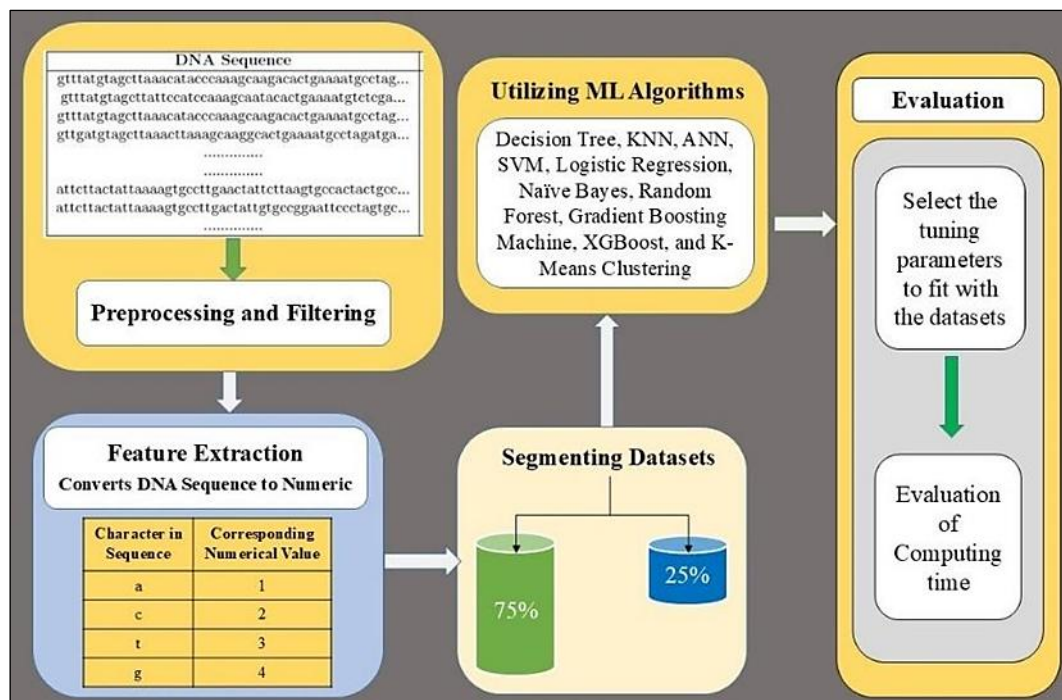 DNA Sequence
gtttatgtagcttaaacatacccaaagcaagacactgaaaatgcctag...
gtttatgtagcttattccatccaaagcaatacactgaaaatgtctcga...
gtttatgtagcttaaacatacccaaagcaagacactgaaaatgcctag...
gttgatgtagcttaaacttaaagcaaggcactgaaaatgcctagatga...
..............
..............
attcttactattaaaagtgccttgaactattcttaagtgccactactgcc...
attcttactattaaaagtgccttgactattgtgccggaattccctagtgc...
..............
Preprocessing and Filtering
Feature Extraction
Converts DNA Sequence to Numeric
Character in Corresponding
Sequence Numerical Value
a 1
c 2
t 3
g 4
Segmenting Datasets
75%
25%
Utilizing ML Algorithms
Decision Tree, KNN, ANN,
SVM, Logistic Regression,
Naïve Bayes, Random
Forest, Gradient Boosting
Machine, XGBoost, and K-
Means Clustering
Evaluation
Select the
tuning
parameters
to fit with
the datasets
Evaluation
of
Computing
time